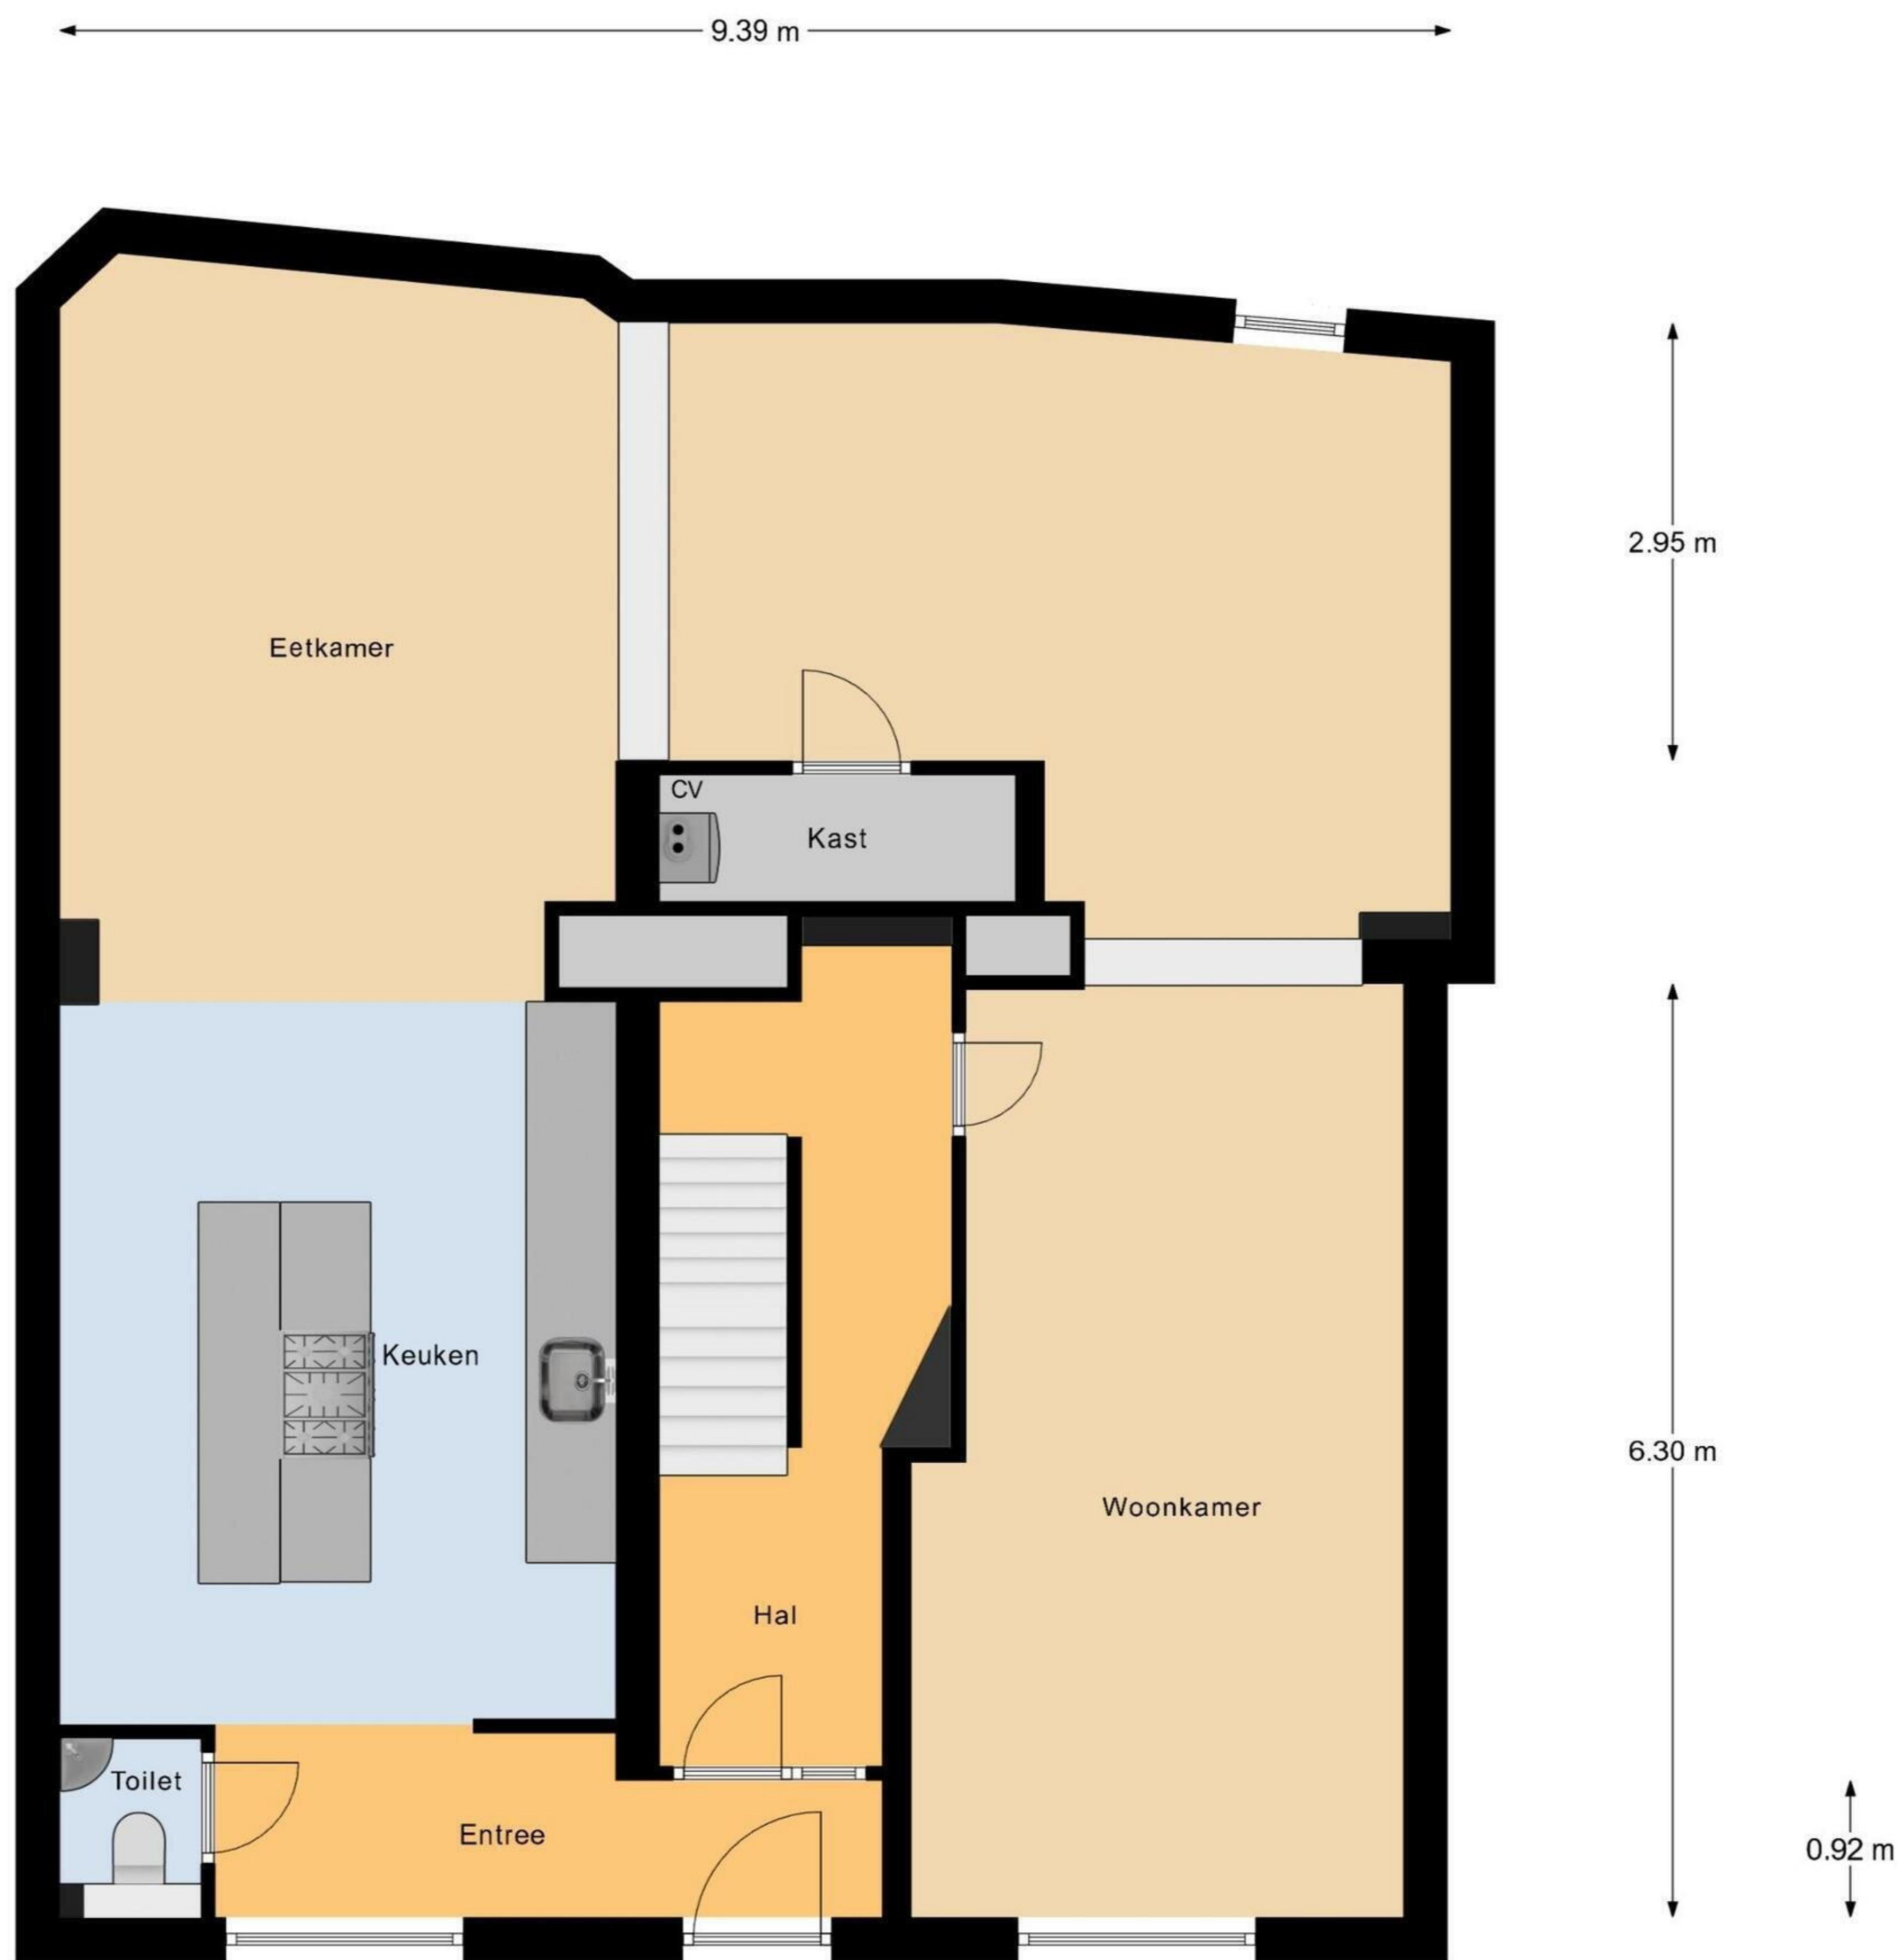 9.39 m
2.95 m
Eetkamer
CV
Kast
Keuken
6.30 m
Woonkamer
Hal
Toilet
Entree
0.92 m